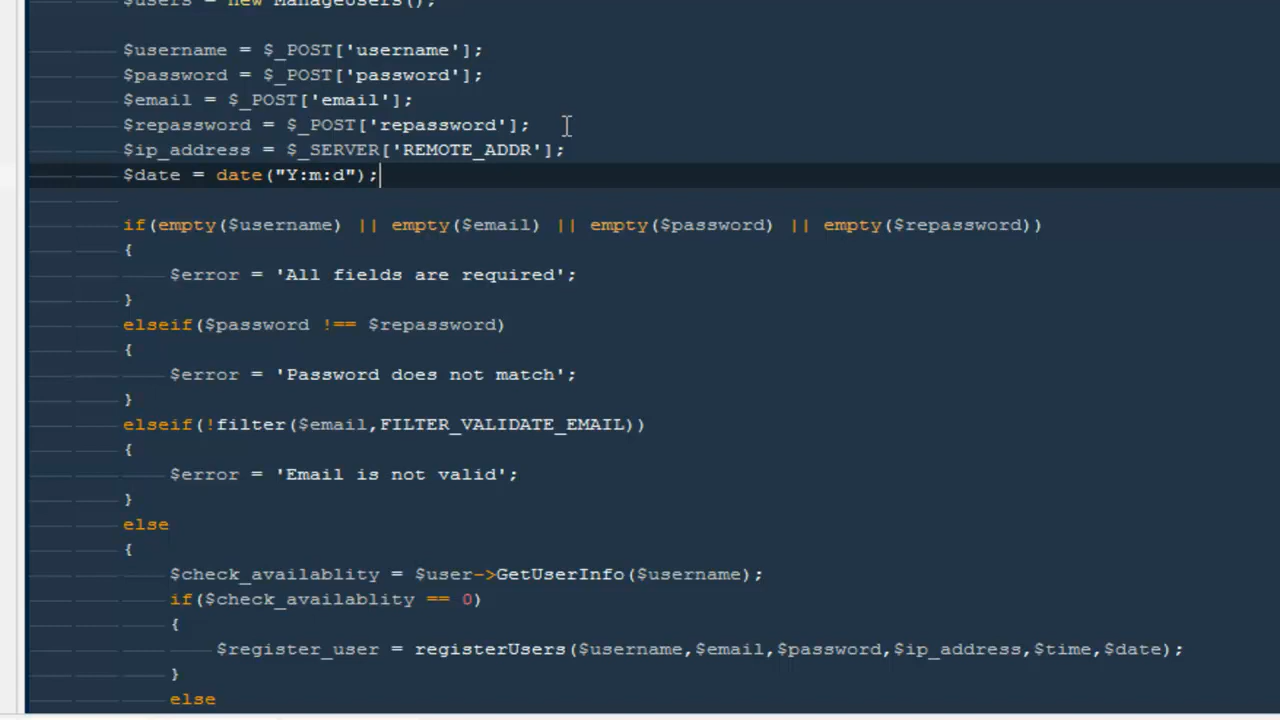 $users = new ManageUsers();
$username = $_POST['username'];
$password = $_POST['password'];
$email = $_POST['email'];
$repassword = $_POST['repassword'];
$ip_address = $_SERVER['REMOTE_ADDR'];
$date = date("Y:m:d");
if(empty($username) || empty($email) || empty($password) || empty($repassword))
{
$error = 'All fields are required';
}
elseif($password !== $repassword)
{
$error = 'Password does not match';
}
elseif(!filter($email,FILTER_VALIDATE_EMAIL))
{
$error = 'Email is not valid';
}
else
{
$check_availablity = $user->GetUserInfo($username);
if($check_availablity == 0)
{
$register_user = registerUsers($username,$email,$password,$ip_address,$time,$date);
}
else